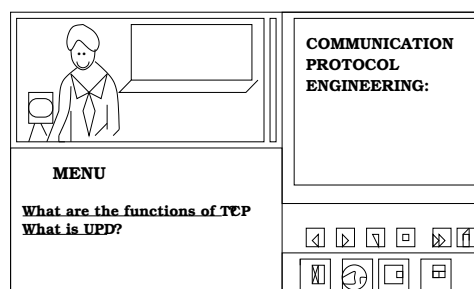 COMMUNICATION
PROTOCOL
ENGINEERING:
MENU
What are the functions of TCP
What is UPD?